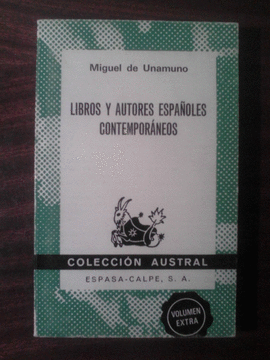 Miguel de Unamuno
LIBROS Y AUTORES ESPAÑOLES
CONTEMPORÁNEOS
COLECCIÓN AUSTRAL
ESPASA-CALPE, S. A.
VOLUMEN
EXTRA